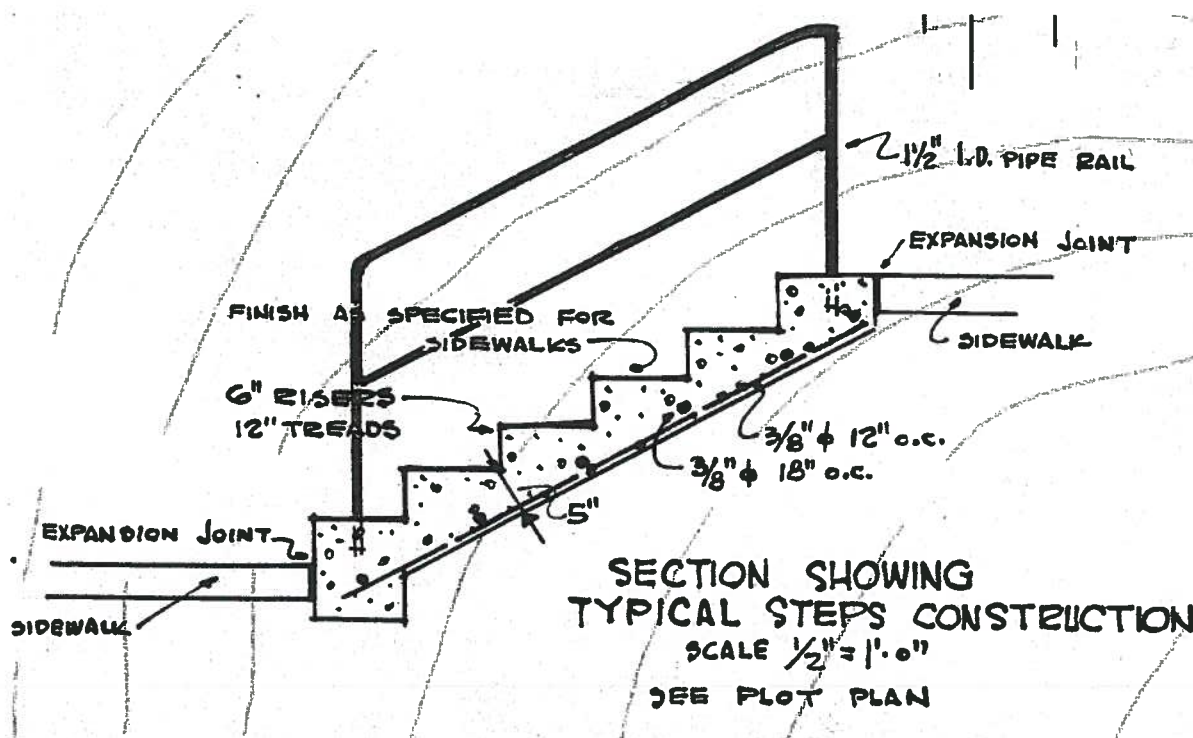 1½" I.D. PIPE RAIL
EXPANSION JOINT
FINISH AS SPECIFIED FOR
SIDEWALKS
SIDEWALK
6" RISERS
12" TREADS
3/8" ϕ 12" o.c.
3/8" ϕ 18" o.c.
5"
EXPANSION JOINT
SIDEWALK
SECTION SHOWING
TYPICAL STEPS CONSTRUCTION
SCALE 1/2" = 1'-0"
SEE PLOT PLAN